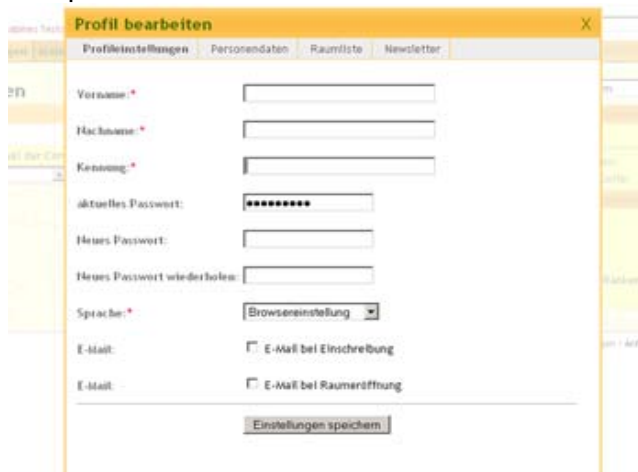 Profil bearbeiten X
Profileinstellungen Personendaten Raumliste Newsletter
Vorname:*
Nachname:*
Kennung:*
aktuelles Passwort: •••••••••
Neues Passwort:
Neues Passwort wiederholen:
Sprache:* Browsereinstellung
E-Mail: E-Mail bei Einschreibung
E-Mail: E-Mail bei Raumeröffnung
Einstellungen speichern